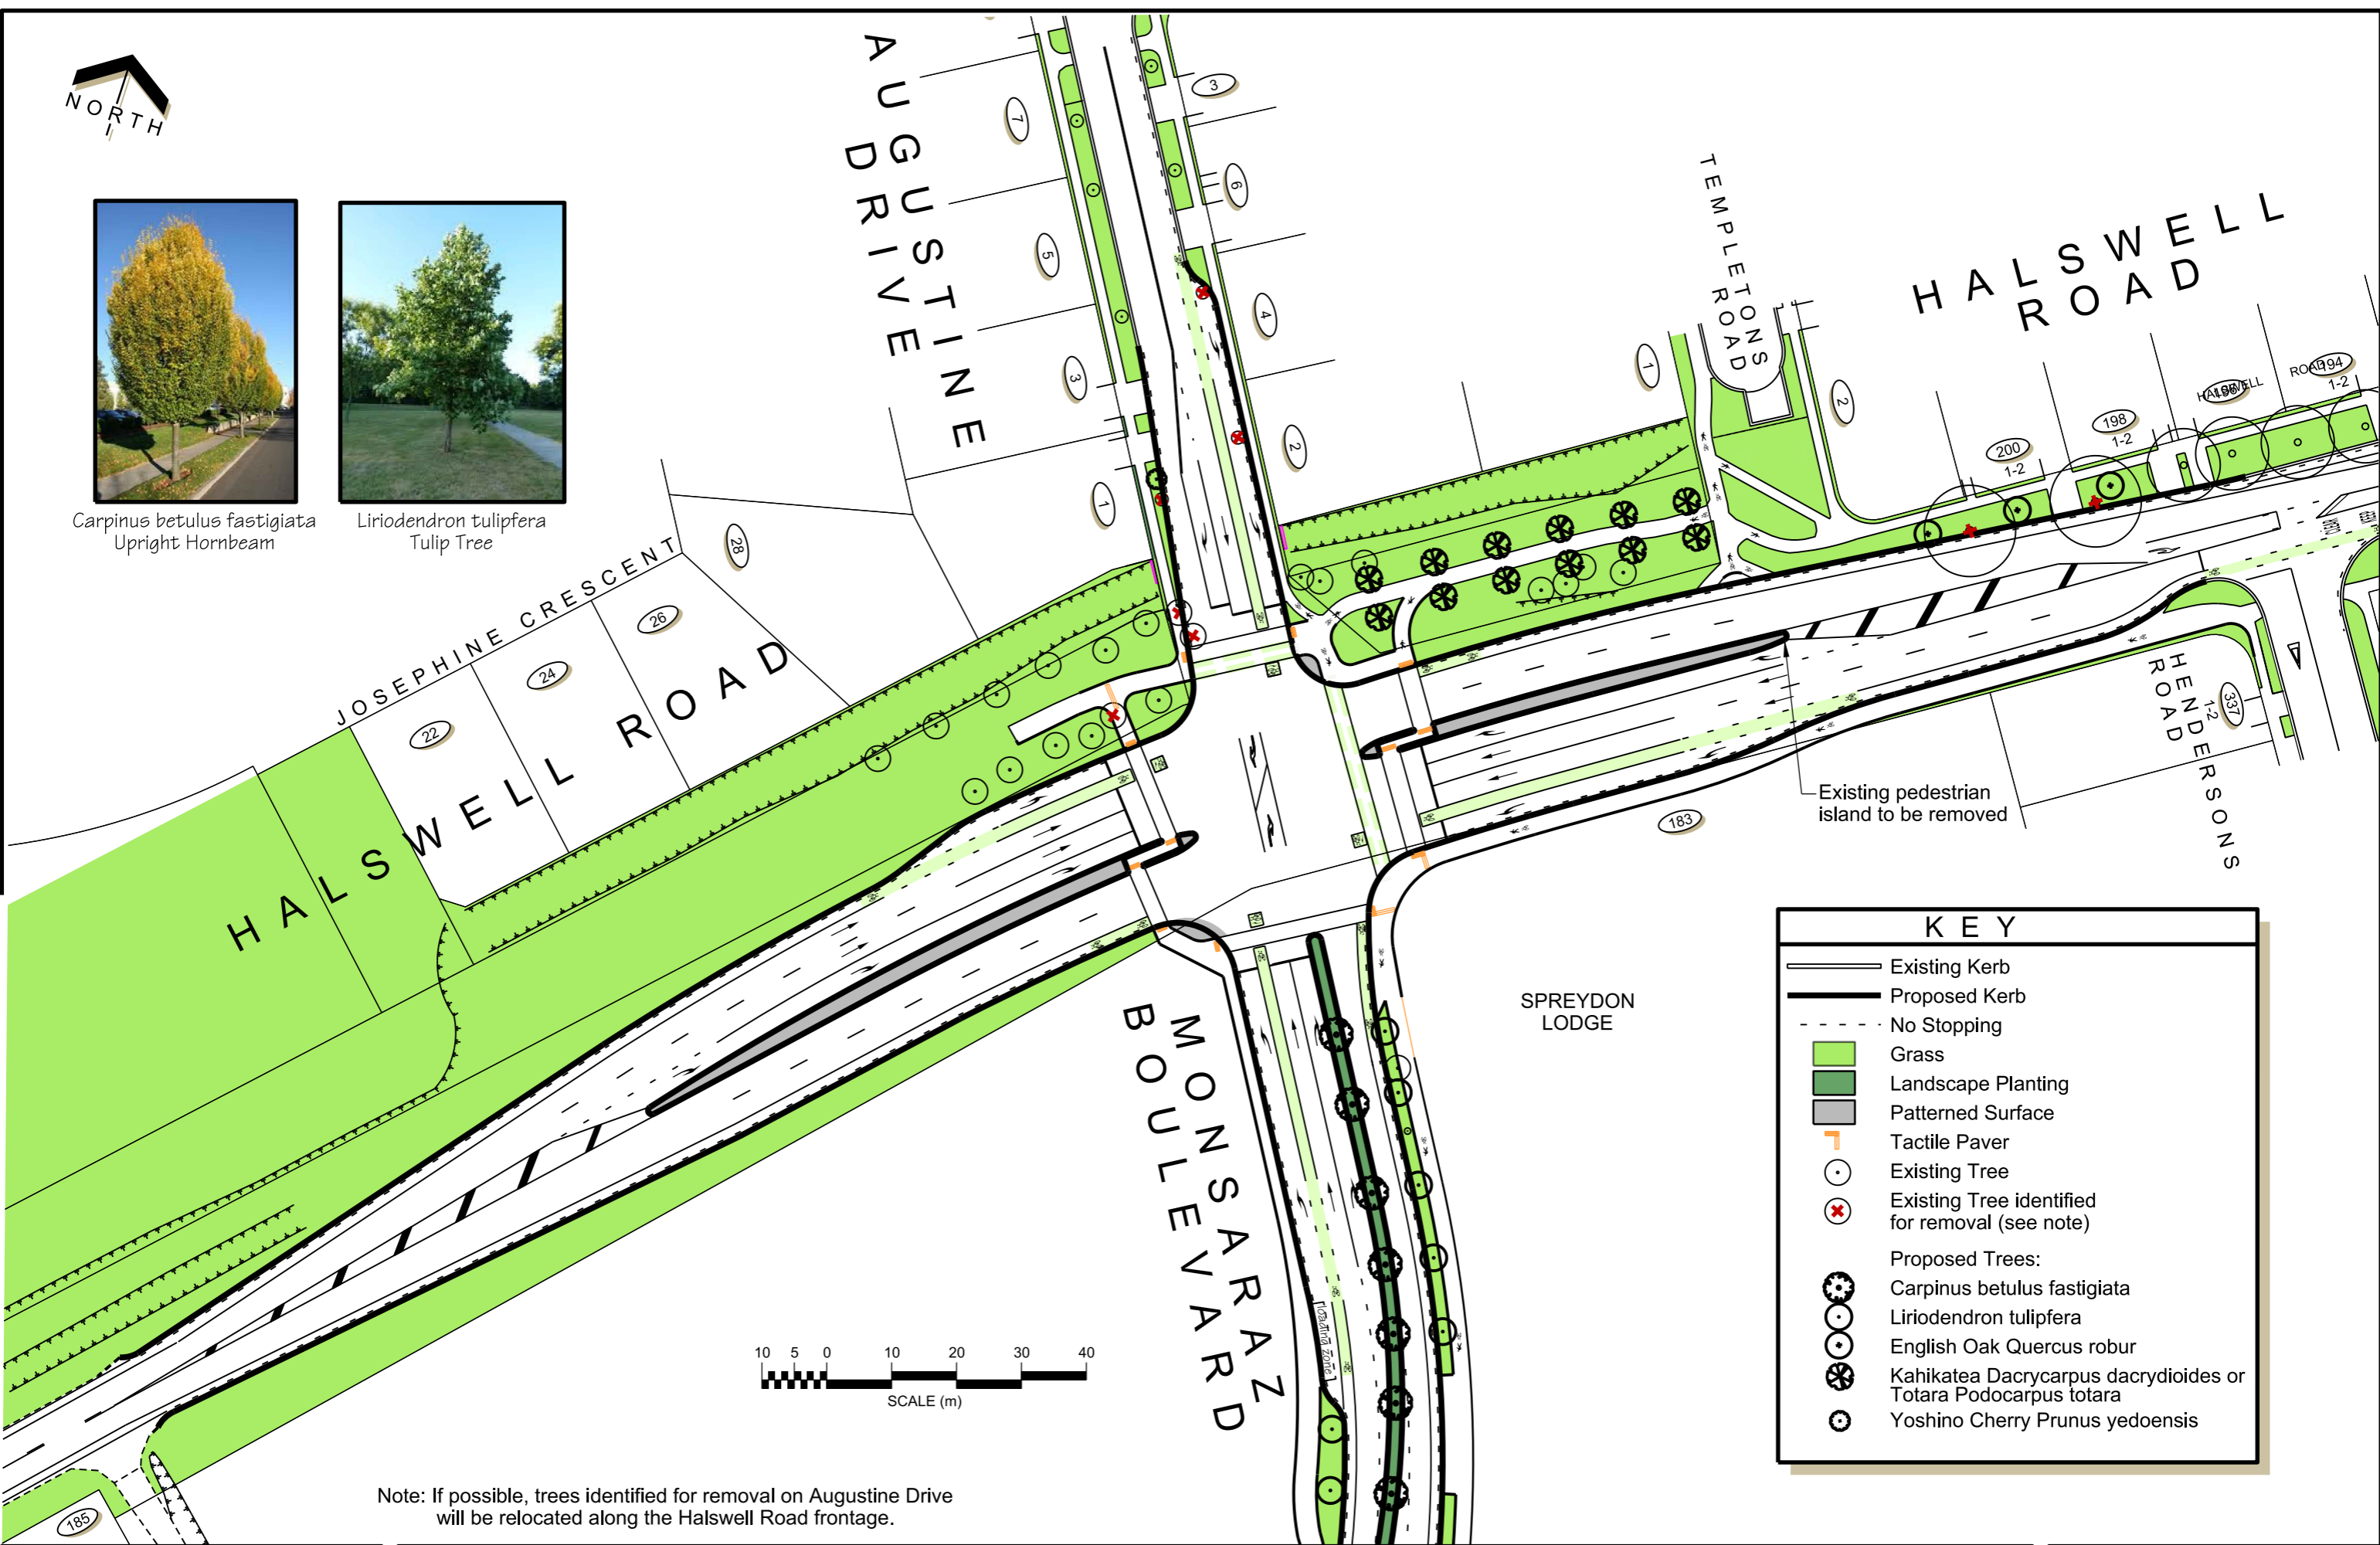 NORTH
AUGUSTINE
DRIVE
7
5
3
1
3
6
4
2
TEMPLETONS
ROAD
1
2
HALSWELL
ROAD
HALSWELL ROAD
194
1-2
198
1-2
200
1-2
Carpinus betulus fastigiata
Upright Hornbeam
Liriodendron tulipfera
Tulip Tree
JOSEPHINE CRESCENT
28
26
24
22
HALSWELL ROAD
HENDERSONS
ROAD
337
1-2
Existing pedestrian
island to be removed
183
SPREYDON
LODGE
MONSARAZ
BOULEVARD
loading zone
KEY
Existing Kerb
Proposed Kerb
No Stopping
Grass
Landscape Planting
Patterned Surface
Tactile Paver
Existing Tree
Existing Tree identified
for removal (see note)
Proposed Trees:
Carpinus betulus fastigiata
Liriodendron tulipfera
English Oak Quercus robur
Kahikatea Dacrycarpus dacrydioides or
Totara Podocarpus totara
Yoshino Cherry Prunus yedoensis
10 5 0 10 20 30 40
SCALE (m)
Note: If possible, trees identified for removal on Augustine Drive
will be relocated along the Halswell Road frontage.
185